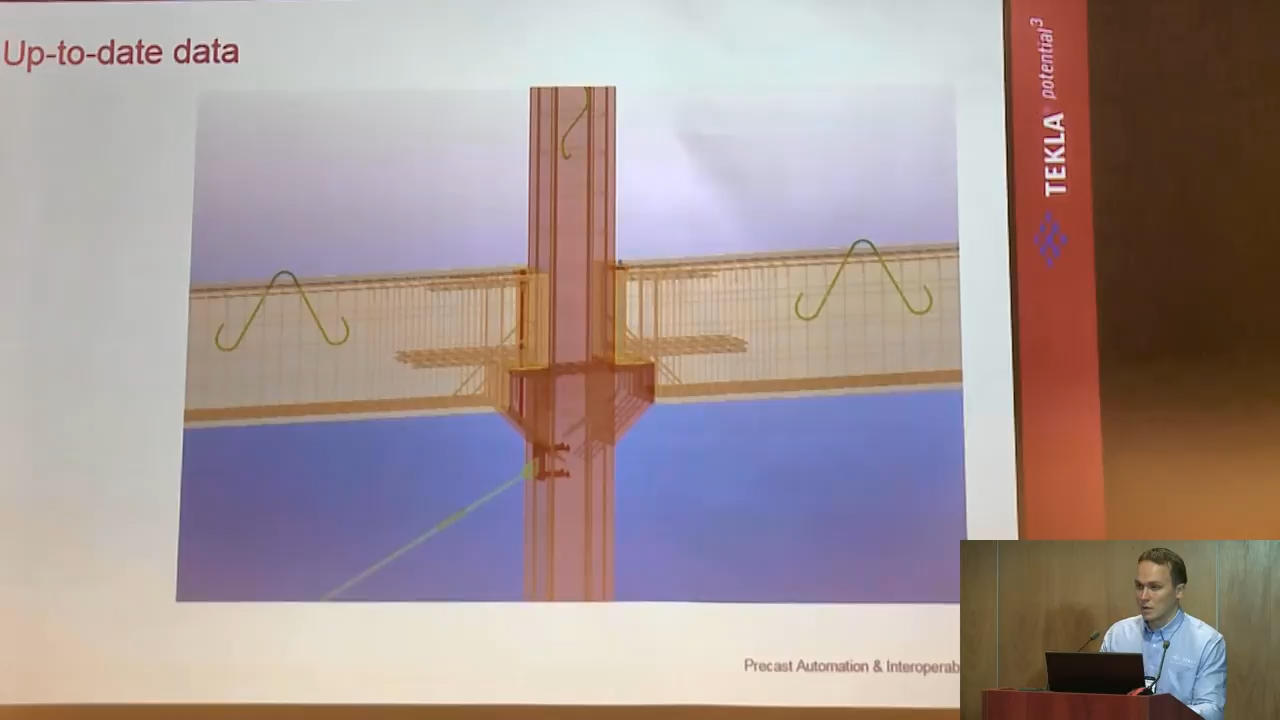 Up-to-date data
TEKLA potential³
Precast Automation & Interoperab